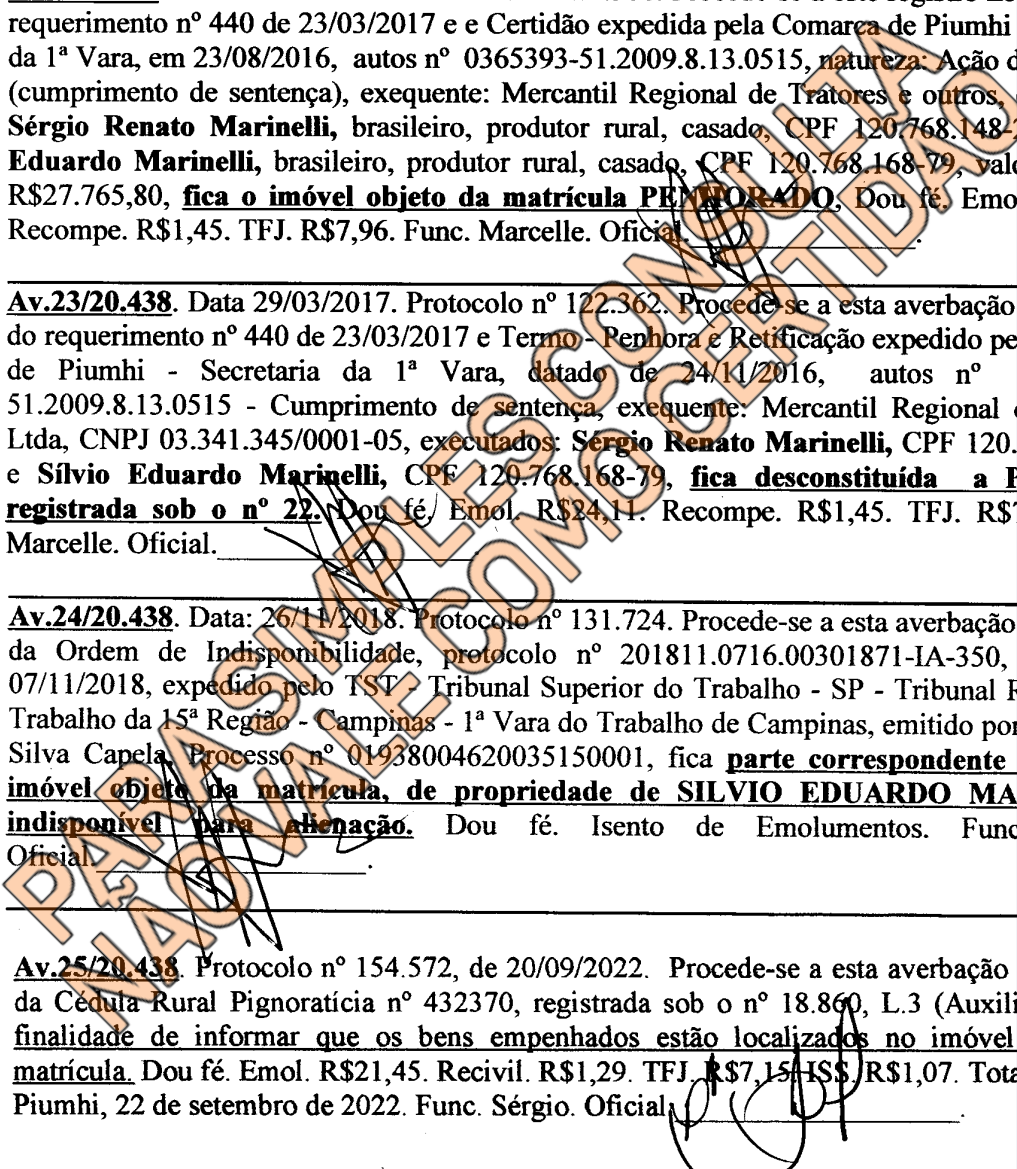 requerimento nº 440 de 23/03/2017 e e Certidão expedida pela Comarca de Piumhi
da 1ª Vara, em 23/08/2016, autos nº 0365393-51.2009.8.13.0515, natureza: Ação d
(cumprimento de sentença), exequente: Mercantil Regional de Tratores e outros,
Sérgio Renato Marinelli, brasileiro, produtor rural, casado, CPF 120.768.148-2
Eduardo Marinelli, brasileiro, produtor rural, casado, CPF 120.768.168-79, valo
R$27.765,80, fica o imóvel objeto da matrícula PENHORADO, Dou fé. Emo
Recompe. R$1,45. TFJ. R$7,96. Func. Marcelle. Oficial.
Av.23/20.438. Data 29/03/2017. Protocolo nº 122.362. Procede-se a esta averbação
do requerimento nº 440 de 23/03/2017 e Termo - Penhora e Retificação expedido pe
de Piumhi - Secretaria da 1ª Vara, datado de 24/11/2016, autos nº
51.2009.8.13.0515 - Cumprimento de sentença, exequente: Mercantil Regional
Ltda, CNPJ 03.341.345/0001-05, executados: Sergio Renato Marinelli, CPF 120.
e Sílvio Eduardo Marinelli, CPF 120.768.168-79, fica desconstituída a P
registrada sob o nº 22. Dou fé, Emol. R$24,11. Recompe. R$1,45. TFJ. R$7
Marcelle. Oficial.
Av.24/20.438. Data: 26/11/2018. Protocolo nº 131.724. Procede-se a esta averbação
da Ordem de Indisponibilidade, protocolo nº 201811.0716.00301871-IA-350,
07/11/2018, expedido pelo TST - Tribunal Superior do Trabalho - SP - Tribunal R
Trabalho da 15ª Região - Campinas - 1ª Vara do Trabalho de Campinas, emitido por
Silva Capela, Processo nº 01938004620035150001, fica parte correspondente
imóvel objeto da matrícula, de propriedade de SILVIO EDUARDO MA
indisponível para alienação. Dou fé. Isento de Emolumentos. Func
Oficial.
Av.25/20.438. Protocolo nº 154.572, de 20/09/2022. Procede-se a esta averbação
da Cédula Rural Pignoratícia nº 432370, registrada sob o nº 18.860, L.3 (Auxili
finalidade de informar que os bens empenhados estão localizados no imóvel
matrícula. Dou fé. Emol. R$21,45. Recivil. R$1,29. TFJ. R$7,15 ISS. R$1,07. Tota
Piumhi, 22 de setembro de 2022. Func. Sérgio. Oficial
PARA SIMPLES CONSULTA
NÃO VALE COMO CERTIDÃO